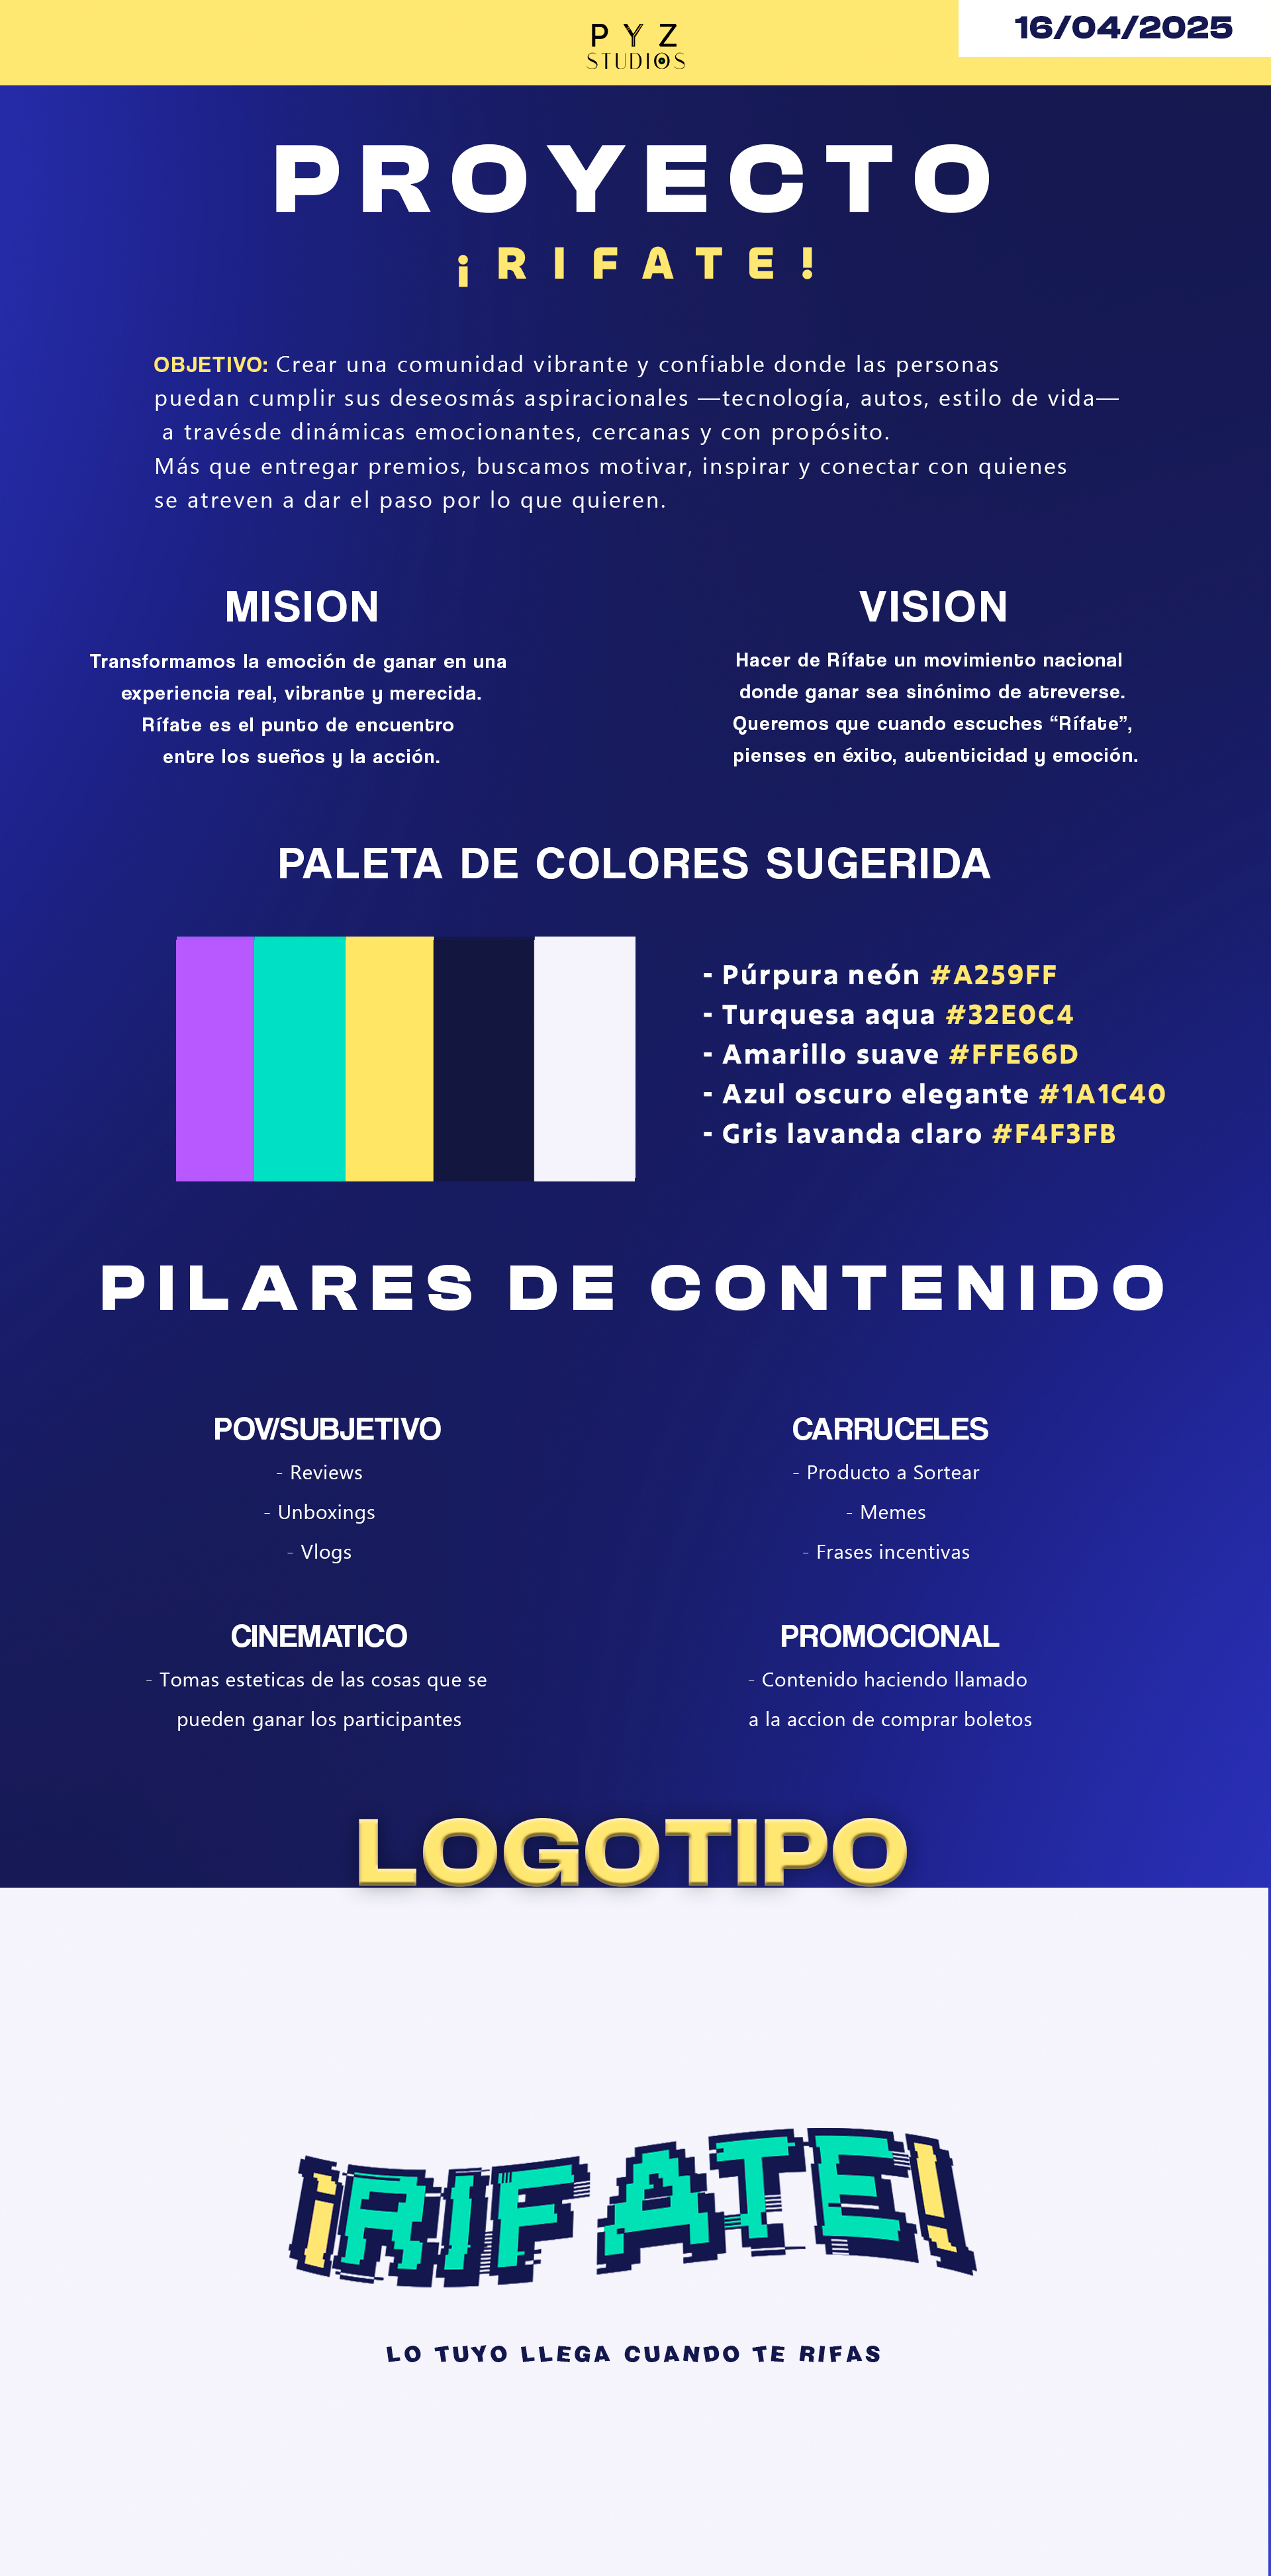 PYZ
STUDIOS
16/04/2025
PROYECTO
¡RIFATE!
OBJETIVO: Crear una comunidad vibrante y confiable donde las personas
puedan cumplir sus deseosmás aspiracionales —tecnología, autos, estilo de vida—
a travésde dinámicas emocionantes, cercanas y con propósito.
Más que entregar premios, buscamos motivar, inspirar y conectar con quienes
se atreven a dar el paso por lo que quieren.
MISION
Transformamos la emoción de ganar en una
experiencia real, vibrante y merecida.
Rífate es el punto de encuentro
entre los sueños y la acción.
VISION
Hacer de Rífate un movimiento nacional
donde ganar sea sinónimo de atreverse.
Queremos que cuando escuches “Rífate”,
pienses en éxito, autenticidad y emoción.
PALETA DE COLORES SUGERIDA
- Púrpura neón #A259FF
- Turquesa aqua #32E0C4
- Amarillo suave #FFE66D
- Azul oscuro elegante #1A1C40
- Gris lavanda claro #F4F3FB
PILARES DE CONTENIDO
POV/SUBJETIVO
- Reviews
- Unboxings
- Vlogs
CARRUCELES
- Producto a Sortear
- Memes
- Frases incentivas
CINEMATICO
- Tomas esteticas de las cosas que se
pueden ganar los participantes
PROMOCIONAL
- Contenido haciendo llamado
a la accion de comprar boletos
LOGOTIPO
¡RIFATE!
LO TUYO LLEGA CUANDO TE RIFAS